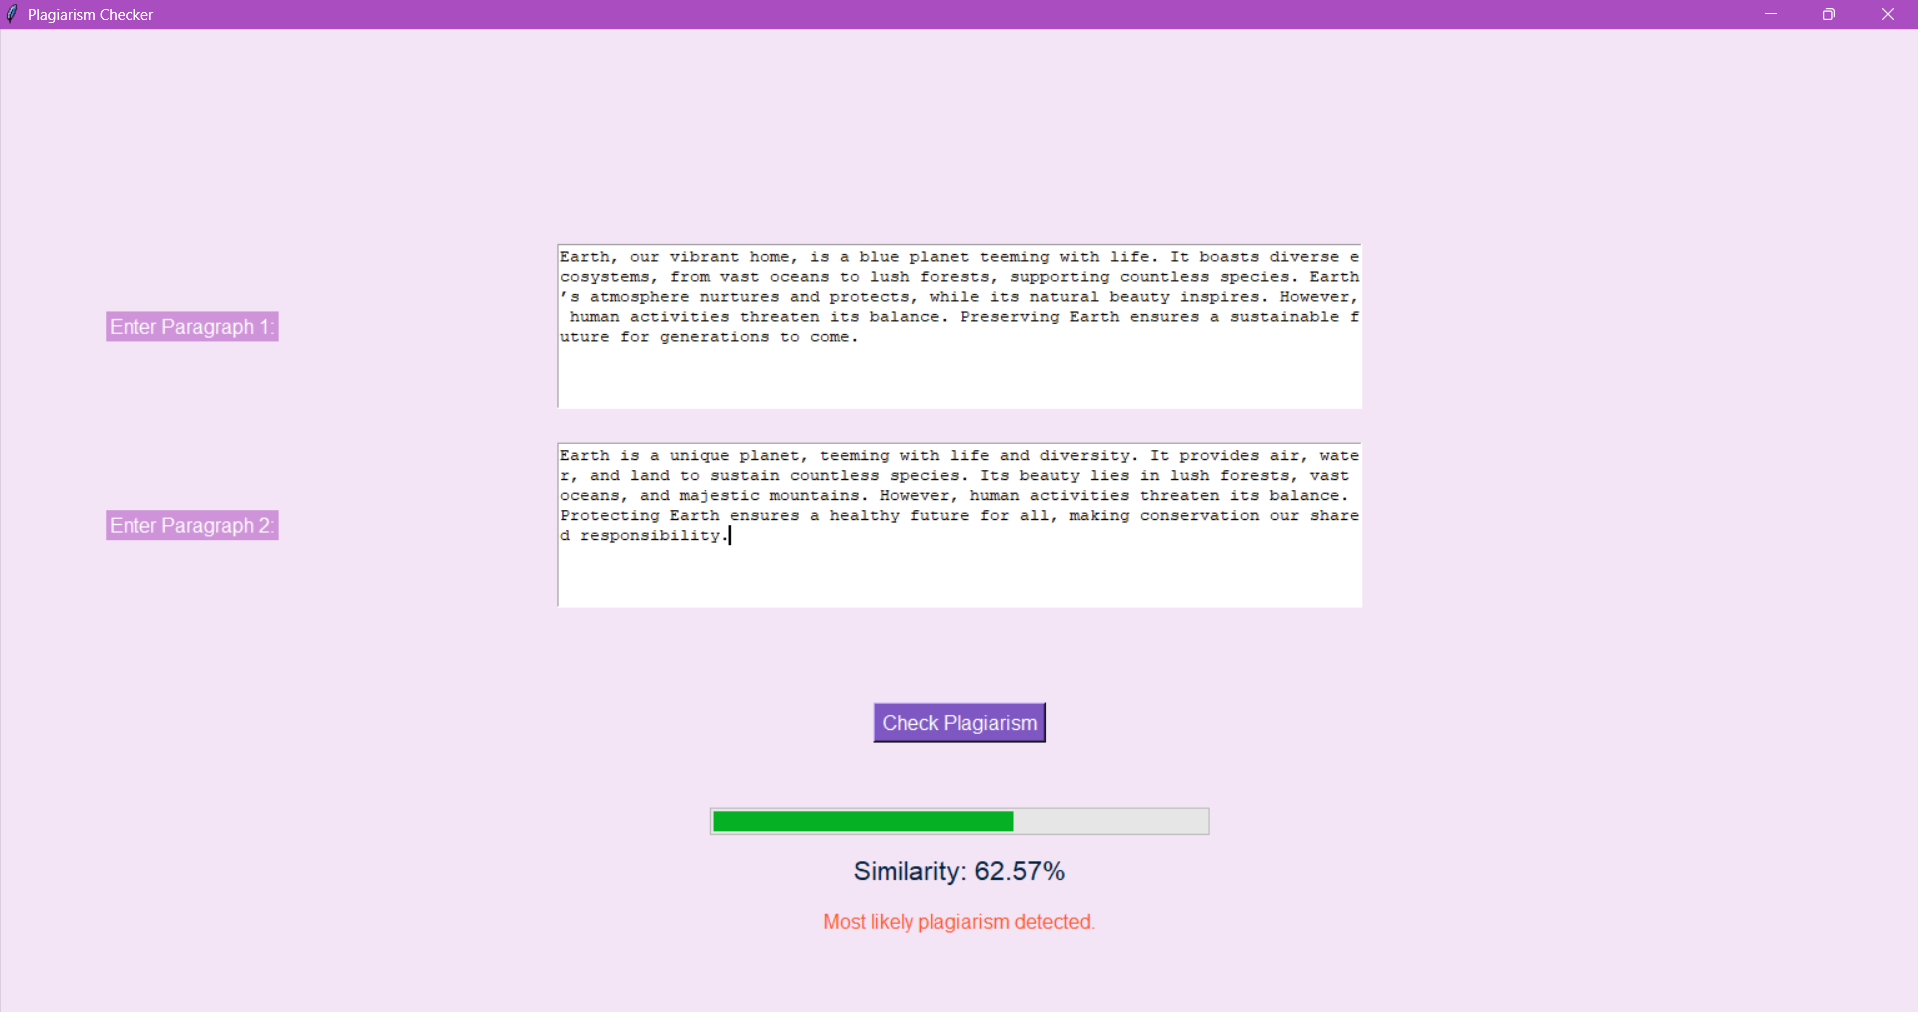 Plagiarism Checker
Enter Paragraph 1:
Earth, our vibrant home, is a blue planet teeming with life. It boasts diverse e
cosystems, from vast oceans to lush forests, supporting countless species. Earth
’s atmosphere nurtures and protects, while its natural beauty inspires. However,
human activities threaten its balance. Preserving Earth ensures a sustainable f
uture for generations to come.
Enter Paragraph 2:
Earth is a unique planet, teeming with life and diversity. It provides air, wate
r, and land to sustain countless species. Its beauty lies in lush forests, vast
oceans, and majestic mountains. However, human activities threaten its balance.
Protecting Earth ensures a healthy future for all, making conservation our share
d responsibility.
Check Plagiarism
Similarity: 62.57%
Most likely plagiarism detected.